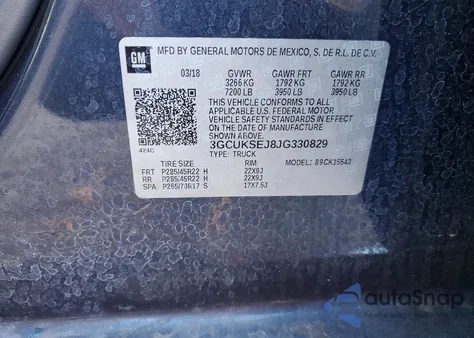 GM
MFD BY GENERAL MOTORS DE MEXICO, S. DE R.L. DE C.V.
03/18 GVWR GAWR FRT GAWR RR
3266 KG 1792 KG 1792 KG
7200 LB 3950 LB 3950 LB
THIS VEHICLE CONFORMS TO ALL
APPLICABLE U.S. FEDERAL MOTOR
VEHICLE SAFETY STANDARDS IN
EFFECT ON THE DATE OF MANUFACTURE
SHOWN ABOVE.
424C
3GCUKSEJ8JG330829
TYPE: TRUCK
TIRE SIZE RIM MODEL: 89CK15543
FRT P285/45R22 H 22X9J
RR P285/45R22 H 22X9J
SPA P265/70R17 S 17X7.5J
autoSnap